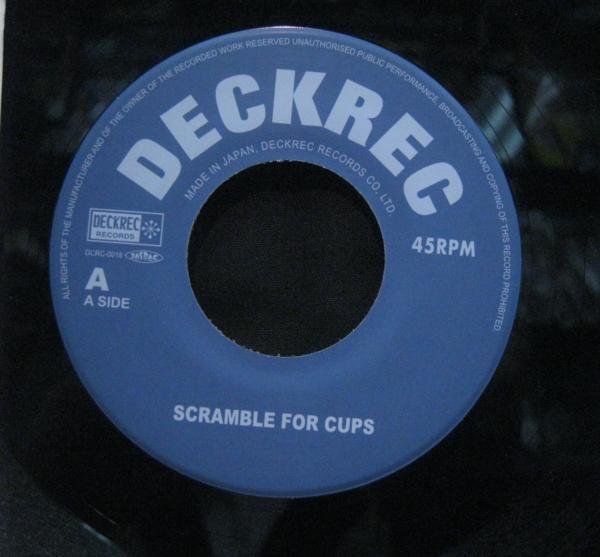 ALL RIGHTS OF THE MANUFACTURER AND OF THE OWNER OF THE RECORDED WORK RESERVED UNAUTHORISED PUBLIC PERFORMANCE, BROADCASTING AND COPYING OF THIS RECORD PROHIBITED.
DECKREC
MADE IN JAPAN. DECKREC RECORDS CO., LTD.
DECKREC
RECORDS
DCRC-0018 JASRAC
45RPM
A
A SIDE
SCRAMBLE FOR CUPS